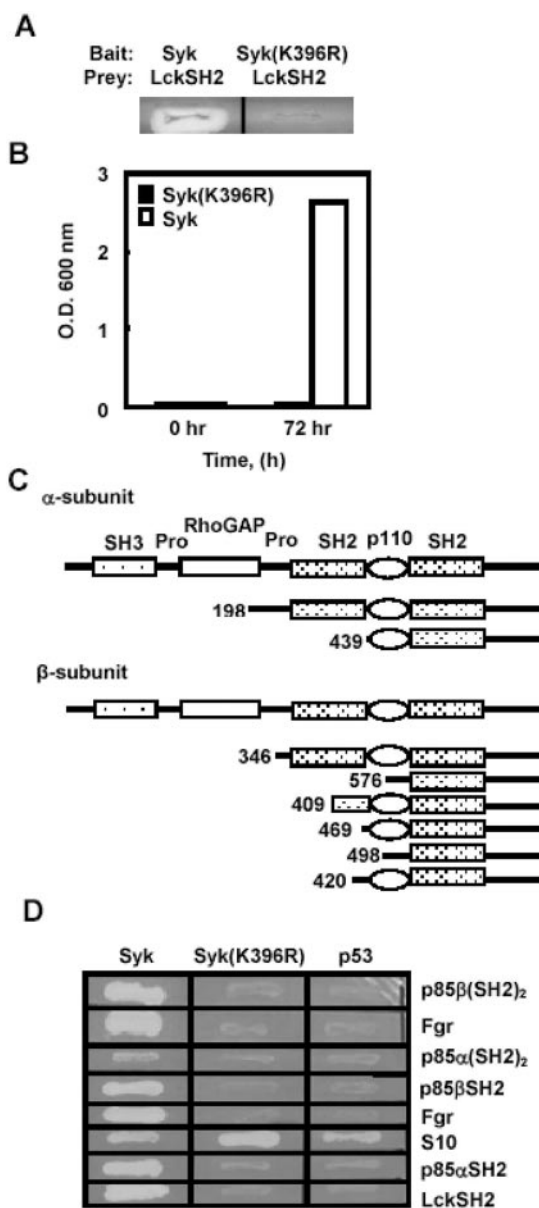 A
Bait: Syk Syk(K396R)
Prey: LckSH2 LckSH2
B
3
2
1
0
O.D. 600 nm
Syk(K396R)
Syk
0 hr 72 hr
Time, (h)
C
α-subunit
SH3 Pro RhoGAP Pro SH2 p110 SH2
198
439
β-subunit
346
576
409
469
498
420
D
Syk Syk(K396R) p53
p85β(SH2)₂
Fgr
p85α(SH2)₂
p85βSH2
Fgr
S10
p85αSH2
LckSH2